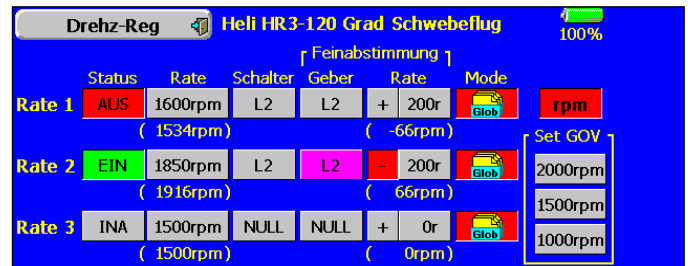 Drehz-Reg Heli HR3-120 Grad Schwebeflug 100%
Feinabstimmung
Status Rate Schalter Geber Rate Mode
Rate 1 AUS 1600rpm L2 L2 + 200r Glob rpm
( 1534rpm) ( -66rpm)
Set GOV
Rate 2 EIN 1850rpm L2 L2 - 200r Glob 2000rpm
( 1916rpm) ( 66rpm)
1500rpm
Rate 3 INA 1500rpm NULL NULL + 0r Glob 1000rpm
( 1500rpm) ( 0rpm)